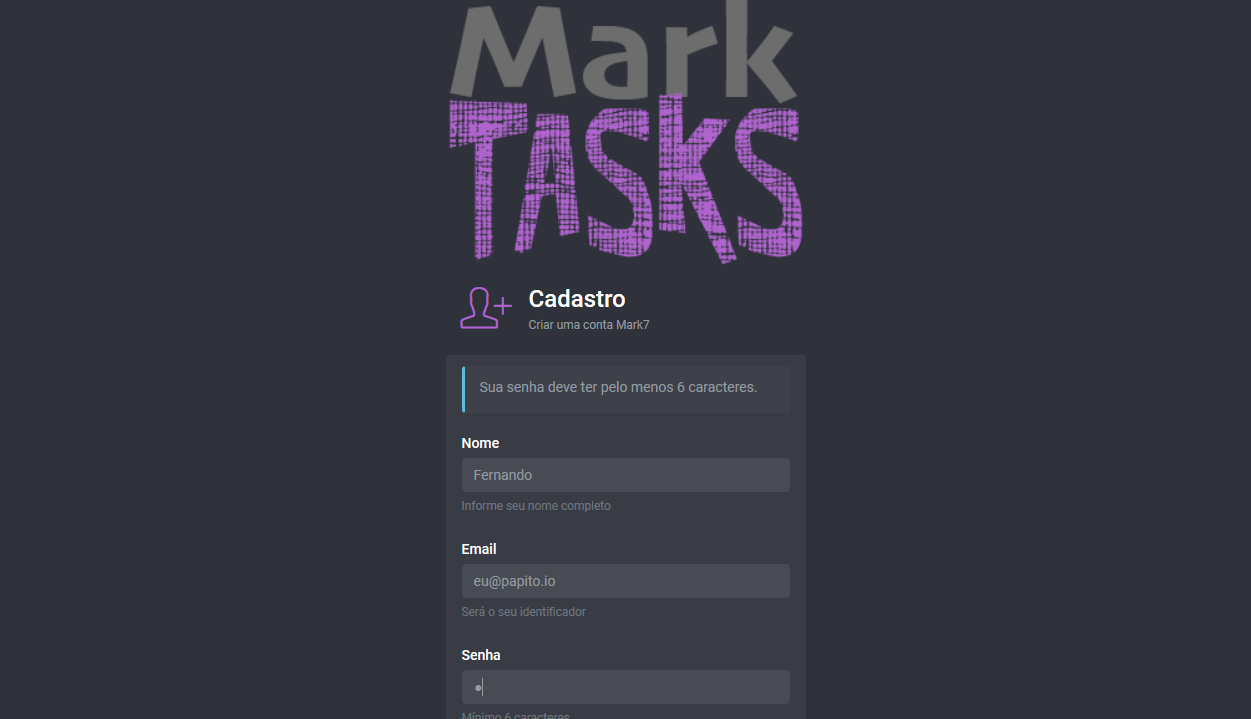 Mark
TASKS
Cadastro
Criar uma conta Mark7
Sua senha deve ter pelo menos 6 caracteres.
Nome
Fernando
Informe seu nome completo
Email
eu@papito.io
Será o seu identificador
Senha
Mínimo 6 caracteres